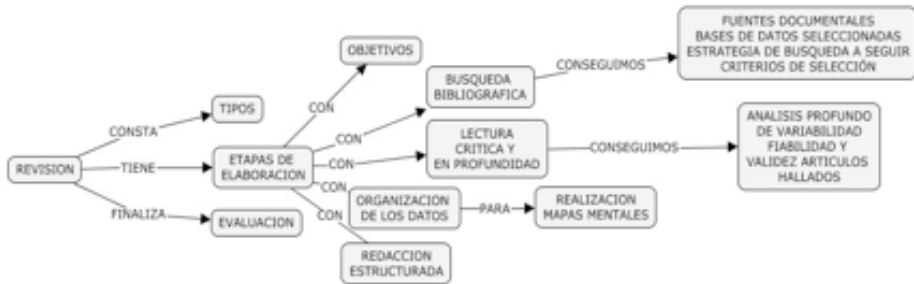 FUENTES DOCUMENTALES
BASES DE DATOS SELECCIONADAS
ESTRATEGIA DE BUSQUEDA A SEGUIR
CRITERIOS DE SELECCIÓN
OBJETIVOS
CONSEGUIMOS
BUSQUEDA
BIBLIOGRAFICA
CON
TIPOS
CON
CONSTA
LECTURA
CRITICA Y
EN PROFUNDIDAD
ANALISIS PROFUNDO
DE VARIABILIDAD
FIABILIDAD Y
VALIDEZ ARTICULOS
HALLADOS
CONSEGUIMOS
REVISION
TIENE
ETAPAS DE
ELABORACION
CON
CON
ORGANIZACION
DE LOS DATOS
PARA
REALIZACION
MAPAS MENTALES
FINALIZA
EVALUACION
CON
REDACCION
ESTRUCTURADA